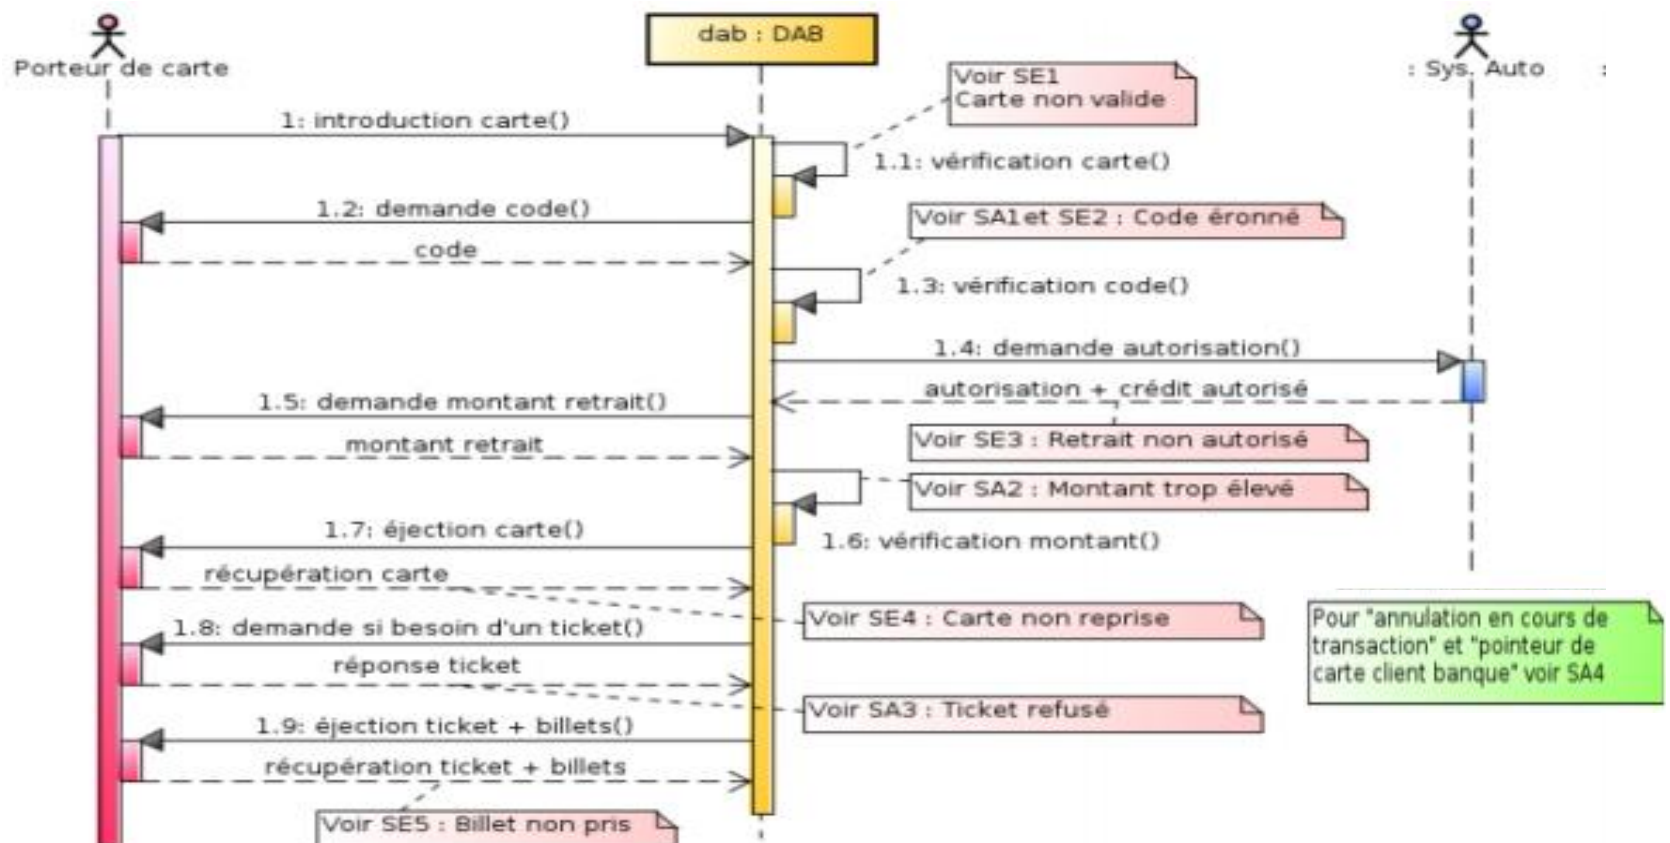 Porteur de carte
dab : DAB
: Sys. Auto
:
Voir SE1
Carte non valide
1: introduction carte()
1.1: vérification carte()
1.2: demande code()
Voir SA1et SE2 : Code éronné
code
1.3: vérification code()
1.4: demande autorisation()
autorisation + crédit autorisé
1.5: demande montant retrait()
Voir SE3 : Retrait non autorisé
montant retrait
Voir SA2 : Montant trop élevé
1.7: éjection carte()
1.6: vérification montant()
récupération carte
Voir SE4 : Carte non reprise
Pour "annulation en cours de
transaction" et "pointeur de
carte client banque" voir SA4
1.8: demande si besoin d'un ticket()
réponse ticket
Voir SA3 : Ticket refusé
1.9: éjection ticket + billets()
récupération ticket + billets
Voir SE5 : Billet non pris